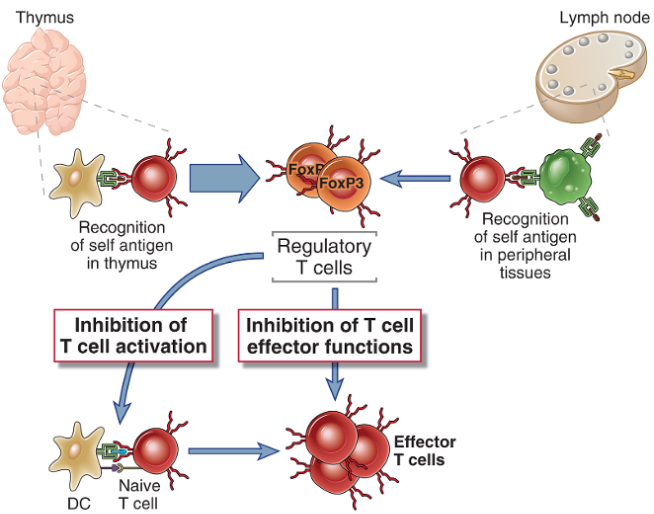 Thymus
Lymph node
FoxP
FoxP3
Recognition
of self antigen
in thymus
Regulatory
T cells
Recognition
of self antigen
in peripheral
tissues
Inhibition of
T cell activation
Inhibition of T cell
effector functions
Effector
T cells
DC
Naive
T cell